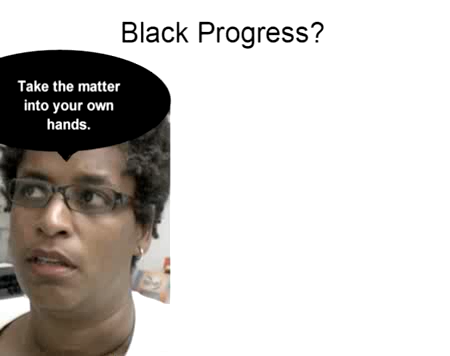 Black Progress?
Take the matter
into your own
hands.